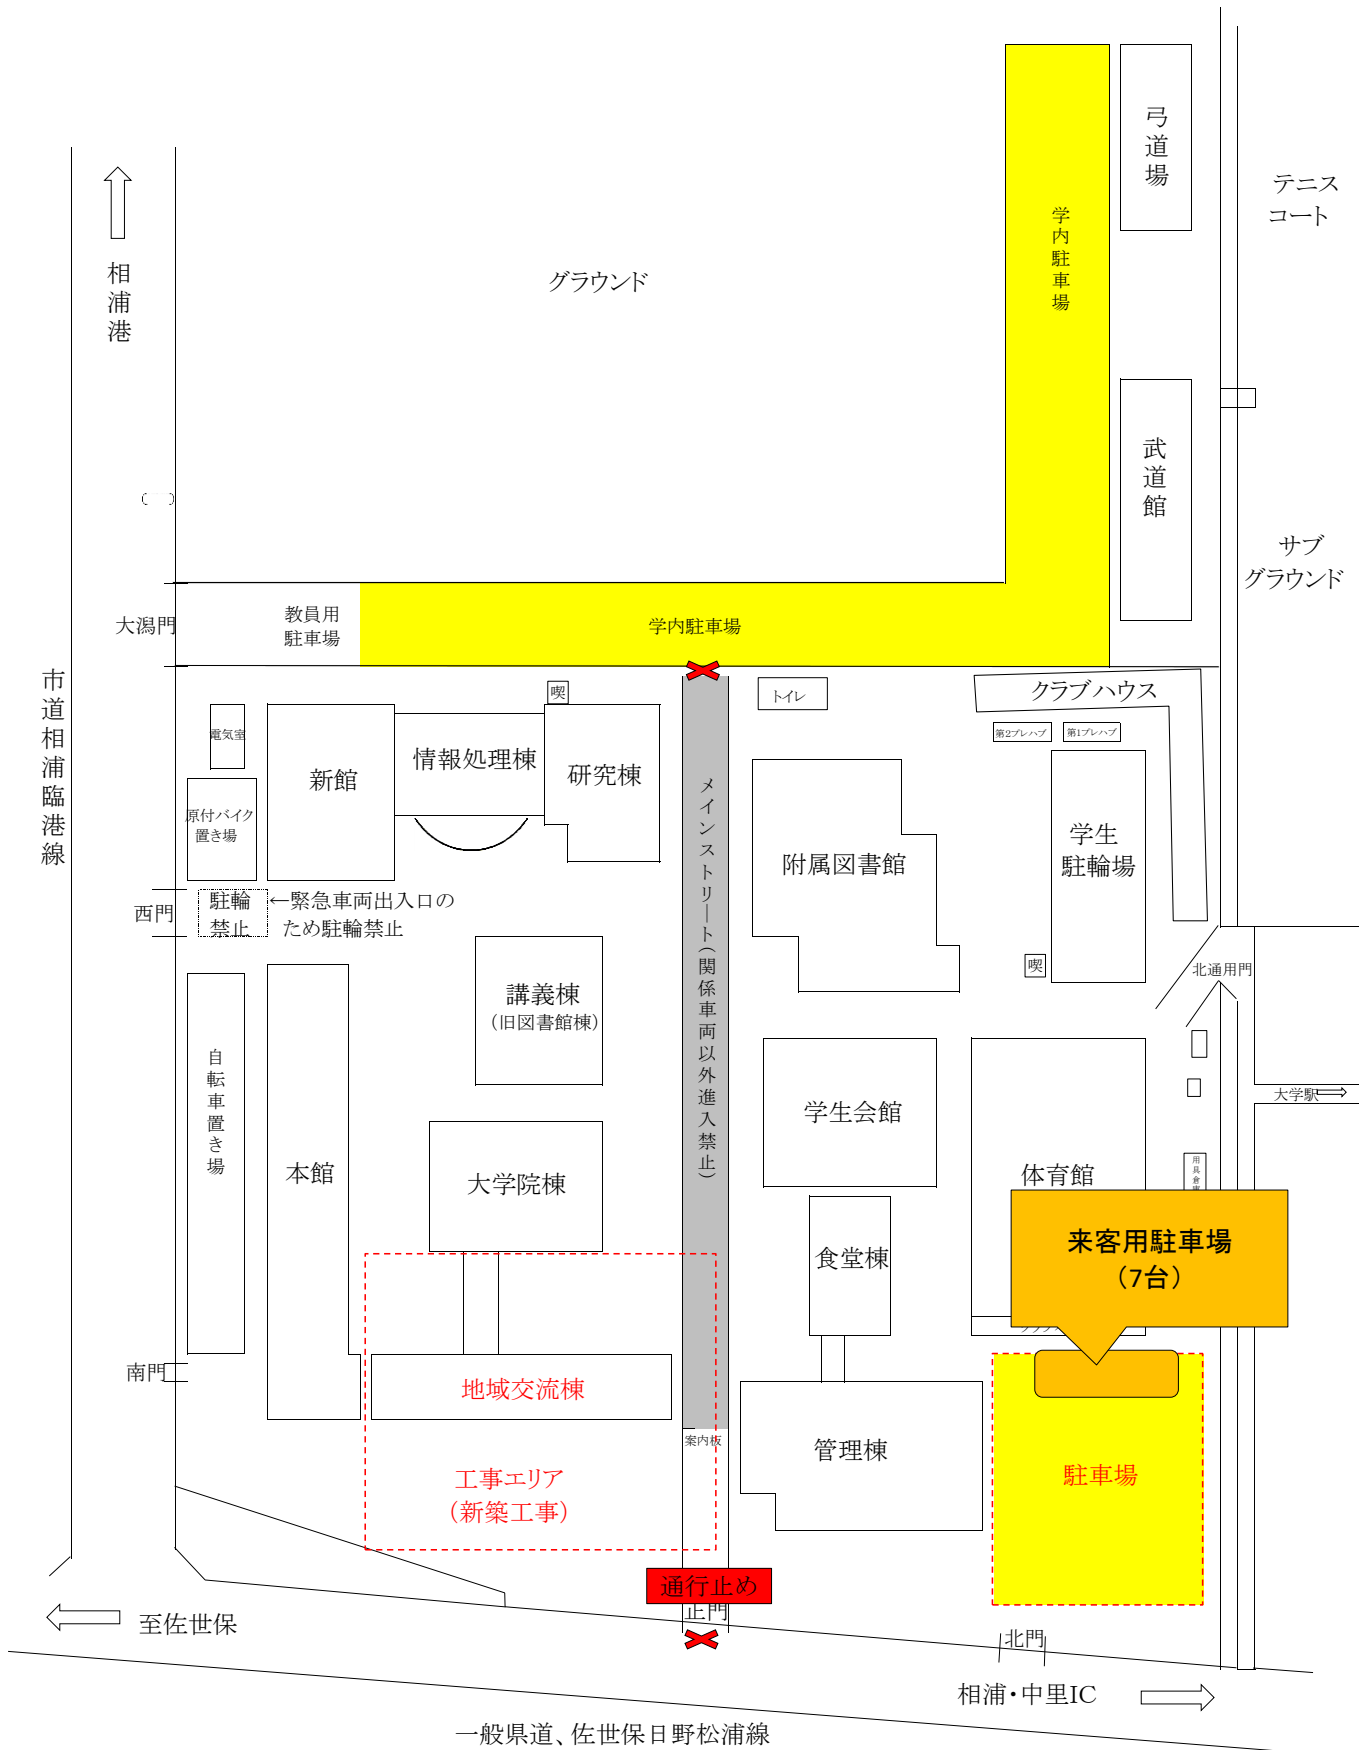 弓道場
テニス
コート
学内駐車場
相浦港
グラウンド
武道館
サブ
グラウンド
大潟門
教員用
駐車場
学内駐車場
市道相浦臨港線
喫
トイレ
クラブハウス
第2プレハブ
第1プレハブ
電気室
新館
情報処理棟
研究棟
メインストリート(関係車両以外進入禁止)
原付バイク
置き場
附属図書館
学生
駐輪場
西門
駐輪
禁止
←緊急車両出入口の
ため駐輪禁止
喫
北通用門
講義棟
(旧図書館棟)
自転車置き場
学生会館
大学駅
本館
大学院棟
体育館
用具倉庫
来客用駐車場
(7台)
食堂棟
南門
地域交流棟
案内板
管理棟
駐車場
工事エリア
(新築工事)
通行止め
正門
至佐世保
北門
相浦・中里IC
一般県道、佐世保日野松浦線